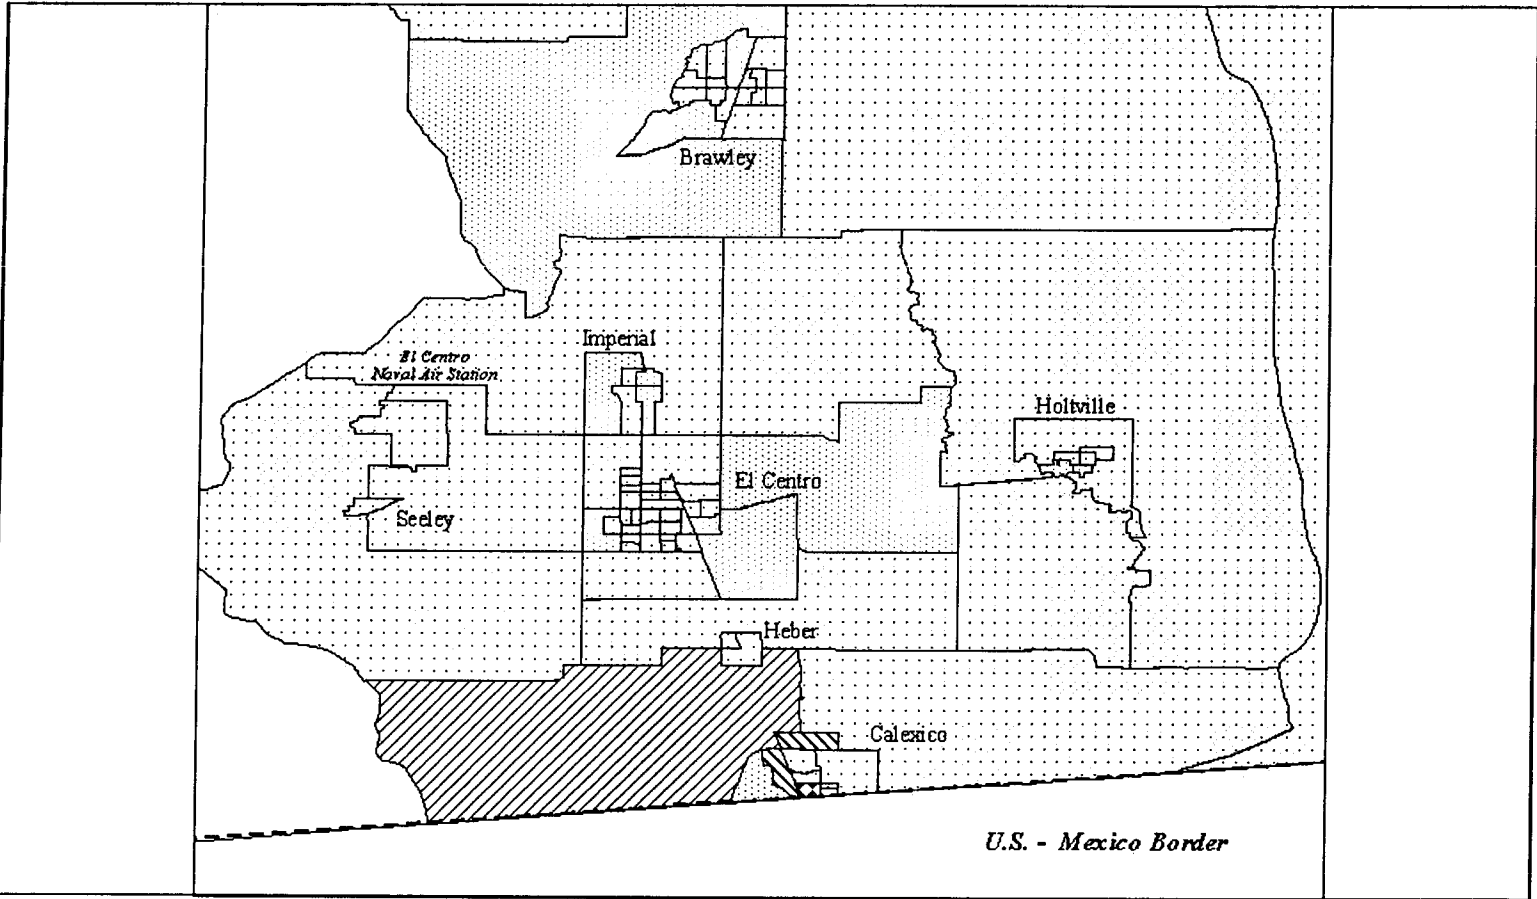 Brawley
Imperial
El Centro
Naval Air Station
Holtville
El Centro
Seeley
Heber
Calexico
U.S. - Mexico Border